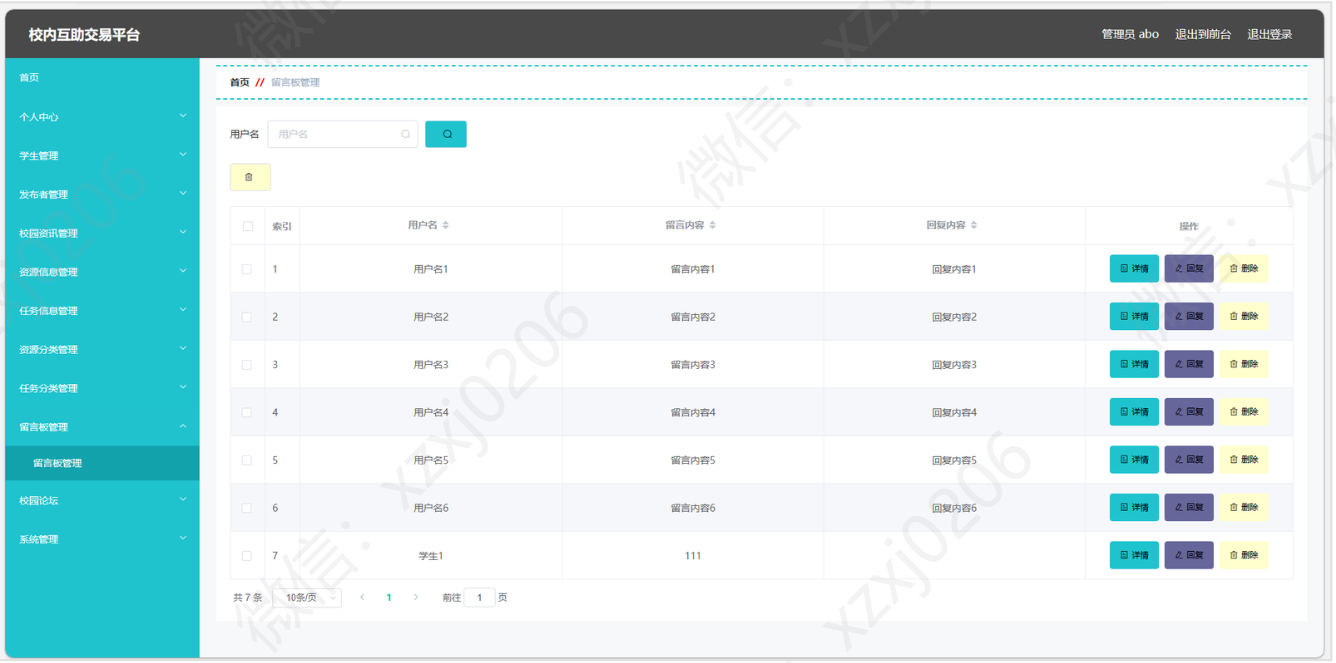 校内互助交易平台
管理员 abo 退出到前台 退出登录
首页
个人中心
学生管理
发布者管理
校园资讯管理
资源信息管理
任务信息管理
资源分类管理
任务分类管理
留言板管理
留言板管理
校园论坛
系统管理
首页 // 留言板管理
用户名 用户名
索引 用户名 留言内容 回复内容 操作
1 用户名1 留言内容1 回复内容1 详情 回复 删除
2 用户名2 留言内容2 回复内容2 详情 回复 删除
3 用户名3 留言内容3 回复内容3 详情 回复 删除
4 用户名4 留言内容4 回复内容4 详情 回复 删除
5 用户名5 留言内容5 回复内容5 详情 回复 删除
6 用户名6 留言内容6 回复内容6 详情 回复 删除
7 学生1 111 详情 回复 删除
共 7 条 10条/页 1 前往 1 页
微信：xzxj0206